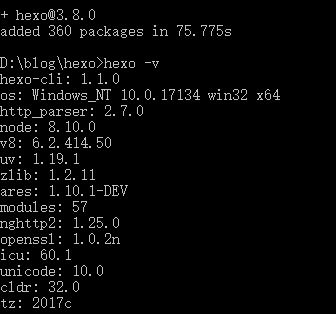 + hexo@3.8.0
added 360 packages in 75.775s
D:\blog\hexo>hexo -v
hexo-cli: 1.1.0
os: Windows_NT 10.0.17134 win32 x64
http_parser: 2.7.0
node: 8.10.0
v8: 6.2.414.50
uv: 1.19.1
zlib: 1.2.11
ares: 1.10.1-DEV
modules: 57
nghttp2: 1.25.0
openssl: 1.0.2n
icu: 60.1
unicode: 10.0
cldr: 32.0
tz: 2017c